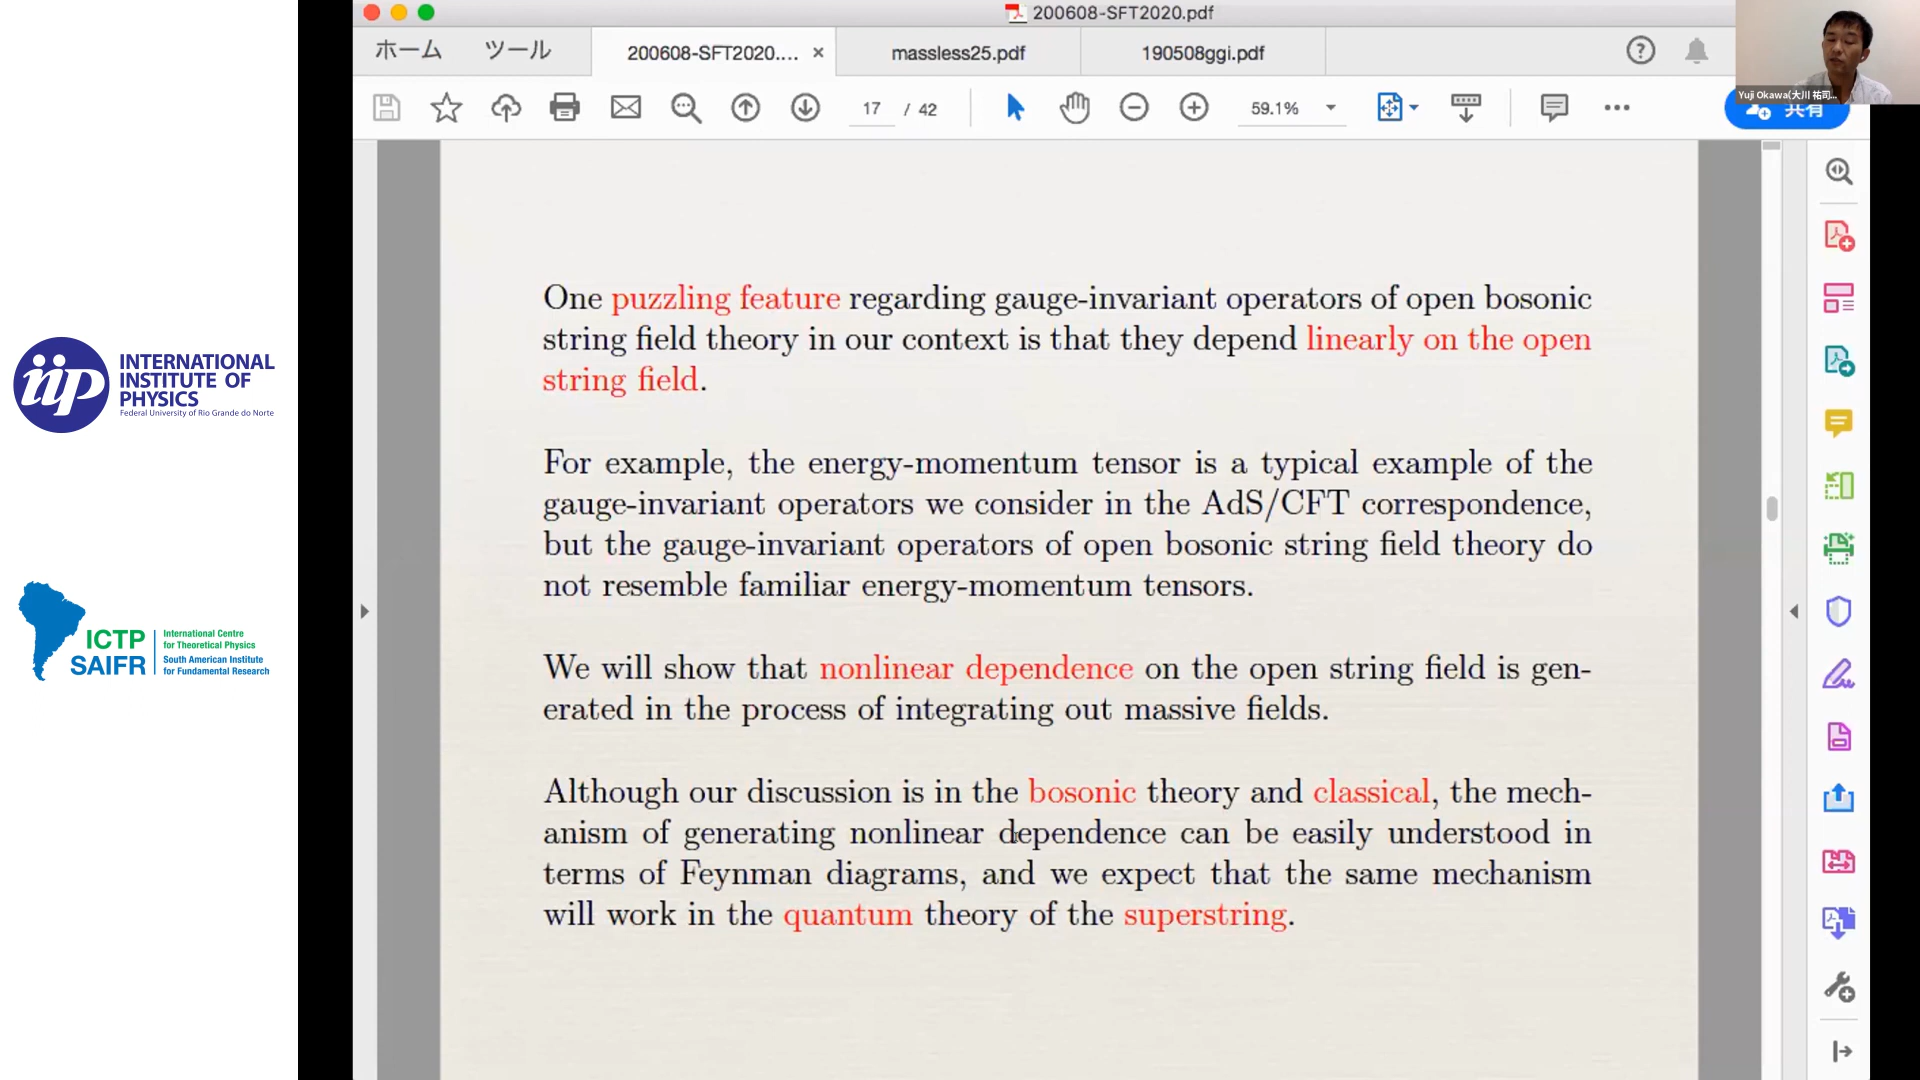 200608-SFT2020.pdf
ホーム ツール 200608-SFT2020.... × massless25.pdf 190508ggi.pdf
17 / 42 59.1% 共有
Yuji Okawa(大川 祐司...
One puzzling feature regarding gauge-invariant operators of open bosonic
string field theory in our context is that they depend linearly on the open
string field.
For example, the energy-momentum tensor is a typical example of the
gauge-invariant operators we consider in the AdS/CFT correspondence,
but the gauge-invariant operators of open bosonic string field theory do
not resemble familiar energy-momentum tensors.
We will show that nonlinear dependence on the open string field is gen-
erated in the process of integrating out massive fields.
Although our discussion is in the bosonic theory and classical, the mech-
anism of generating nonlinear dependence can be easily understood in
terms of Feynman diagrams, and we expect that the same mechanism
will work in the quantum theory of the superstring.
iip
INTERNATIONAL
INSTITUTE OF
PHYSICS
Federal University of Rio Grande do Norte
ICTP
SAIFR
International Centre
for Theoretical Physics
South American Institute
for Fundamental Research